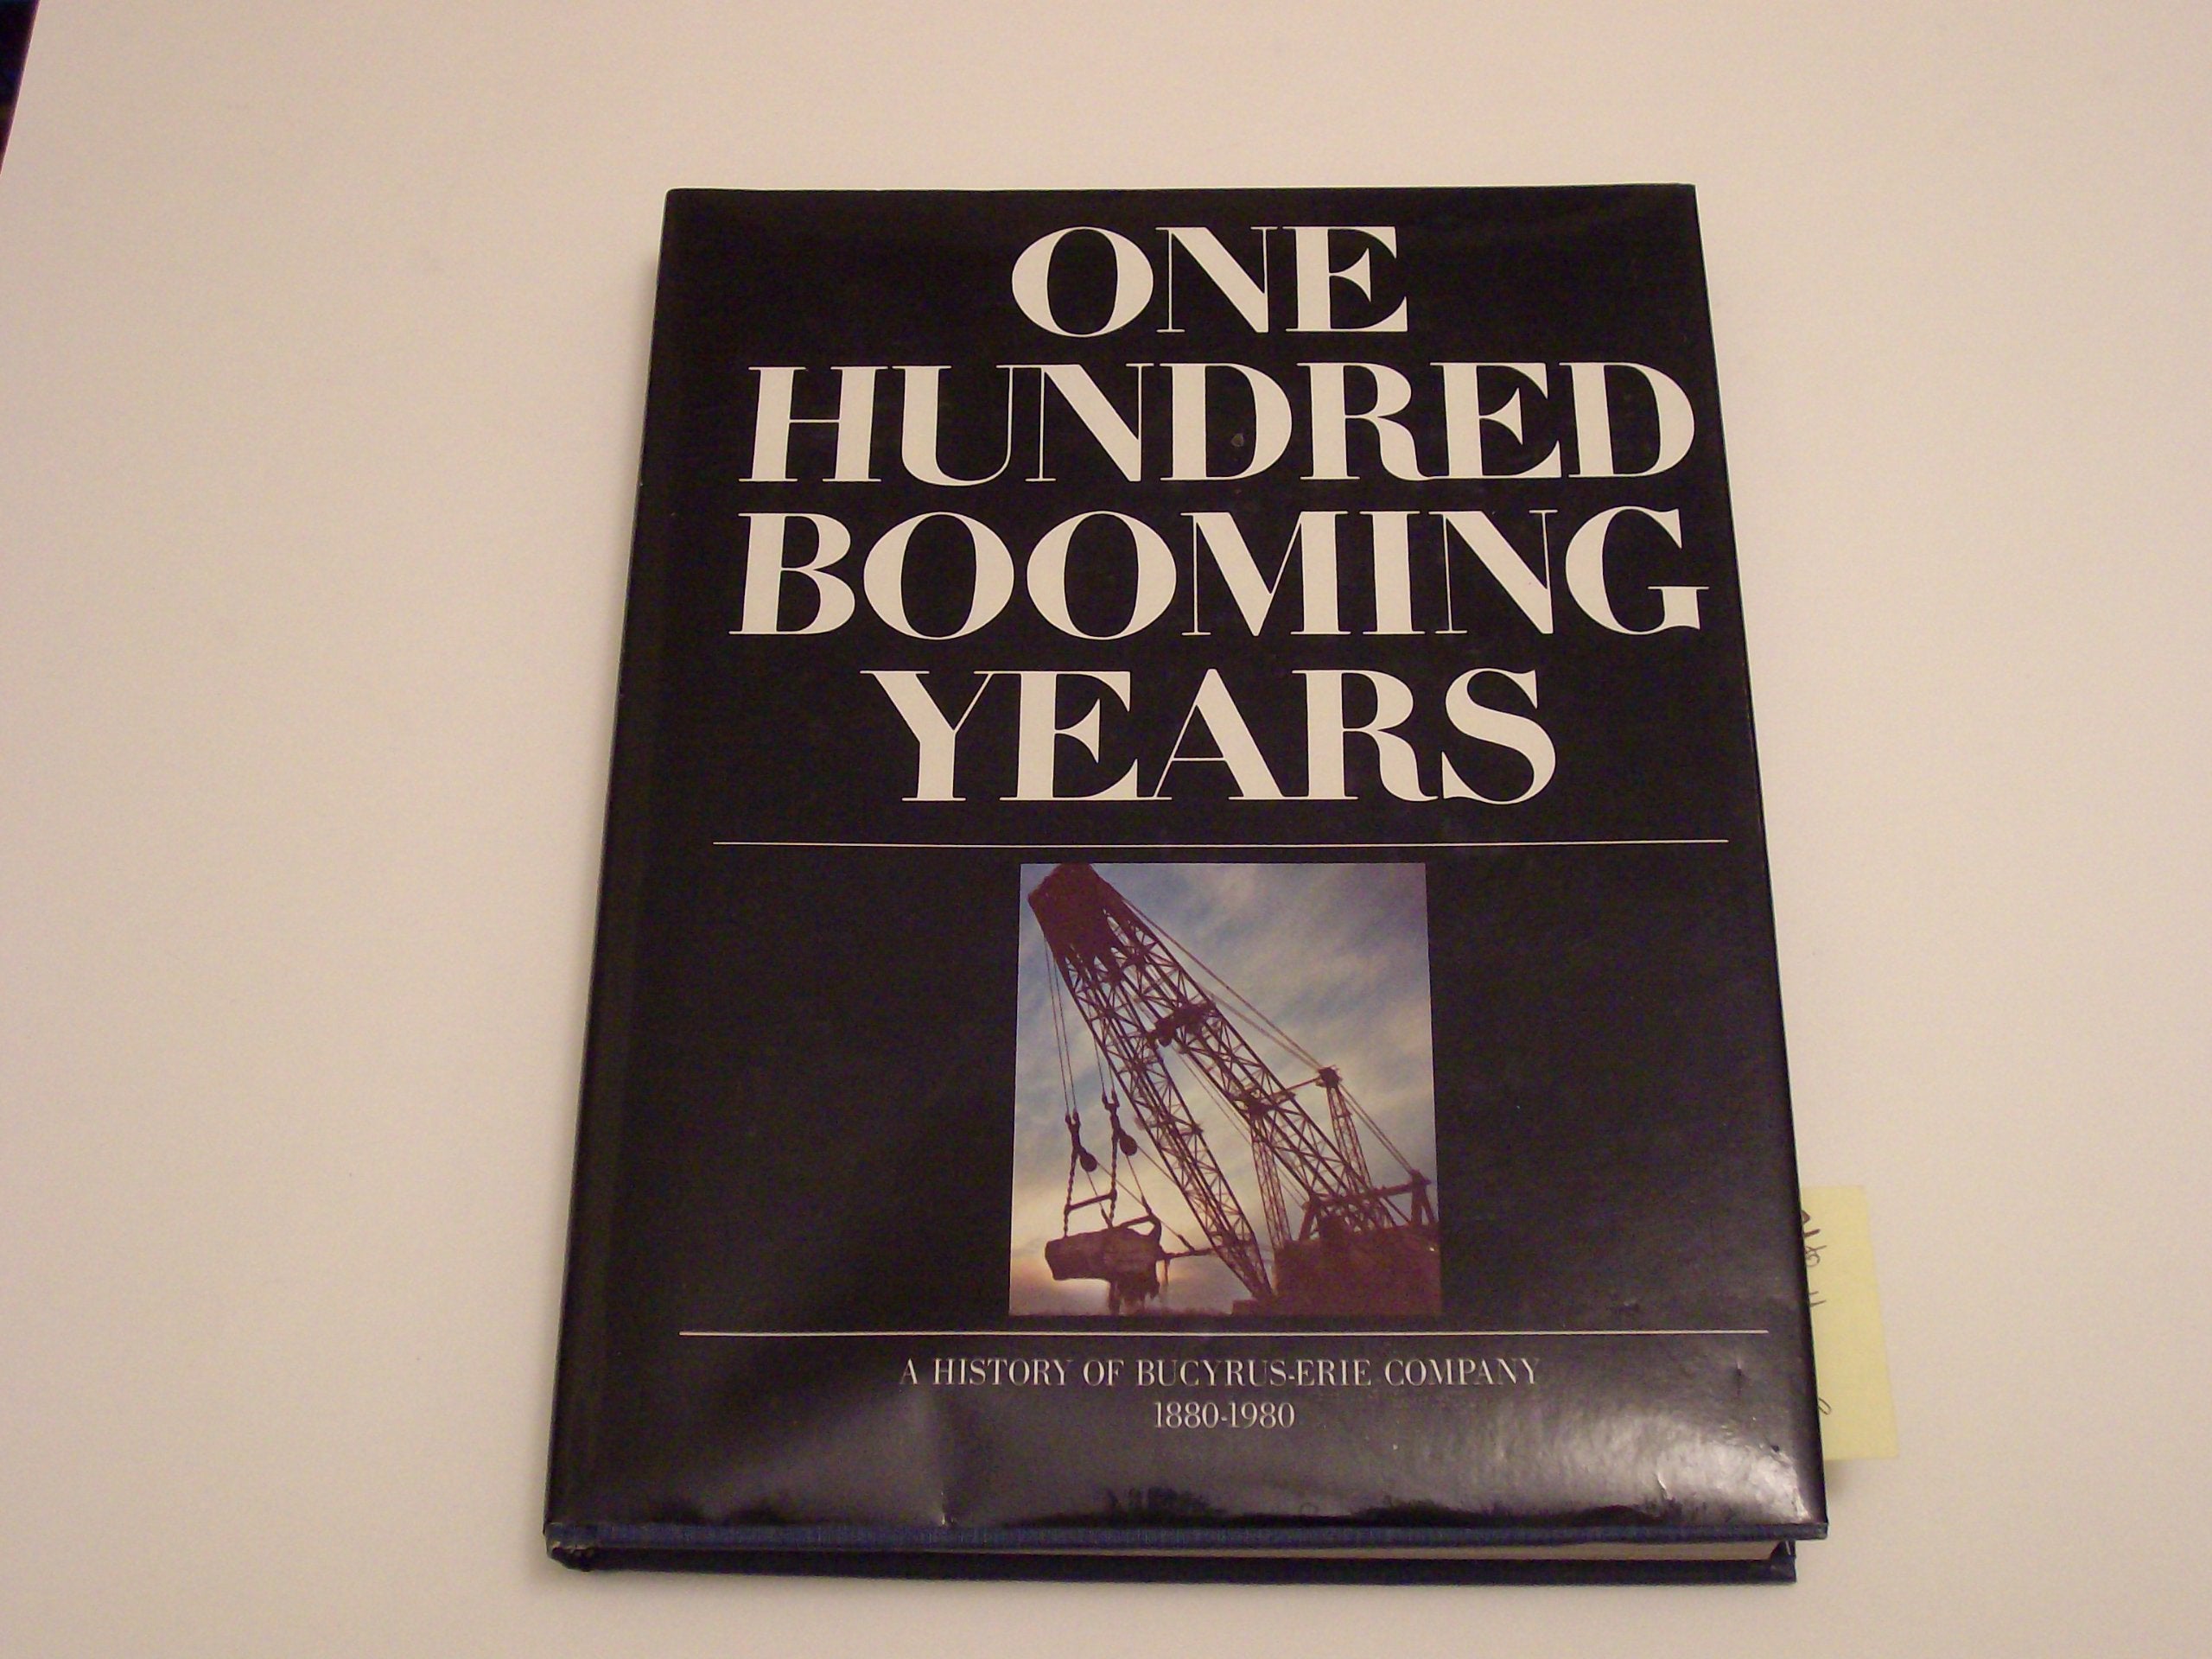 ONE
HUNDRED
BOOMING
YEARS
A HISTORY OF BUCYRUS-ERIE COMPANY
1880-1980